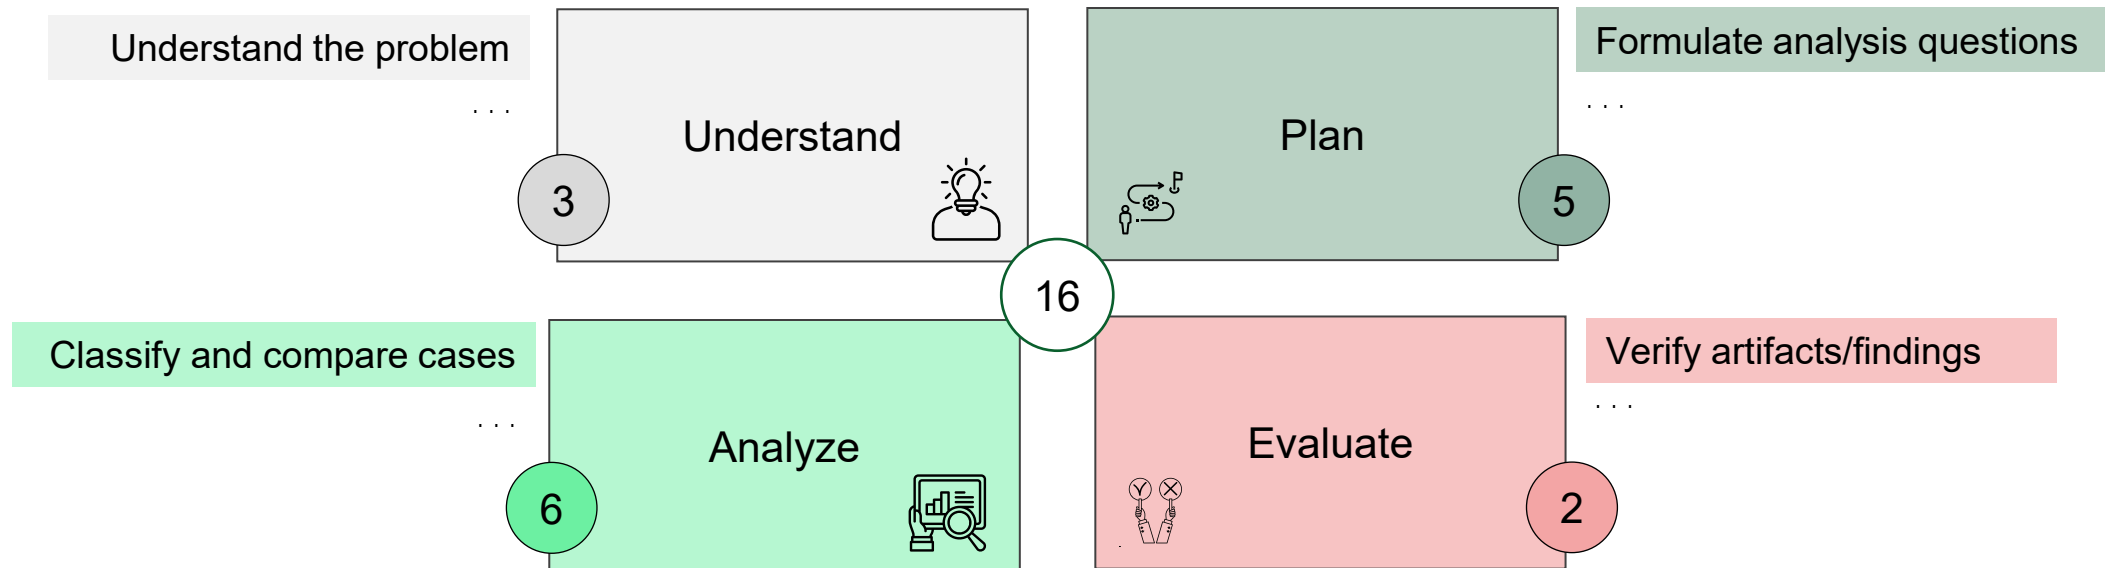 Understand the problem
. . .
Understand
3
Plan
5
Formulate analysis questions
. . .
16
Classify and compare cases
. . .
Analyze
6
Evaluate
2
Verify artifacts/findings
. . .